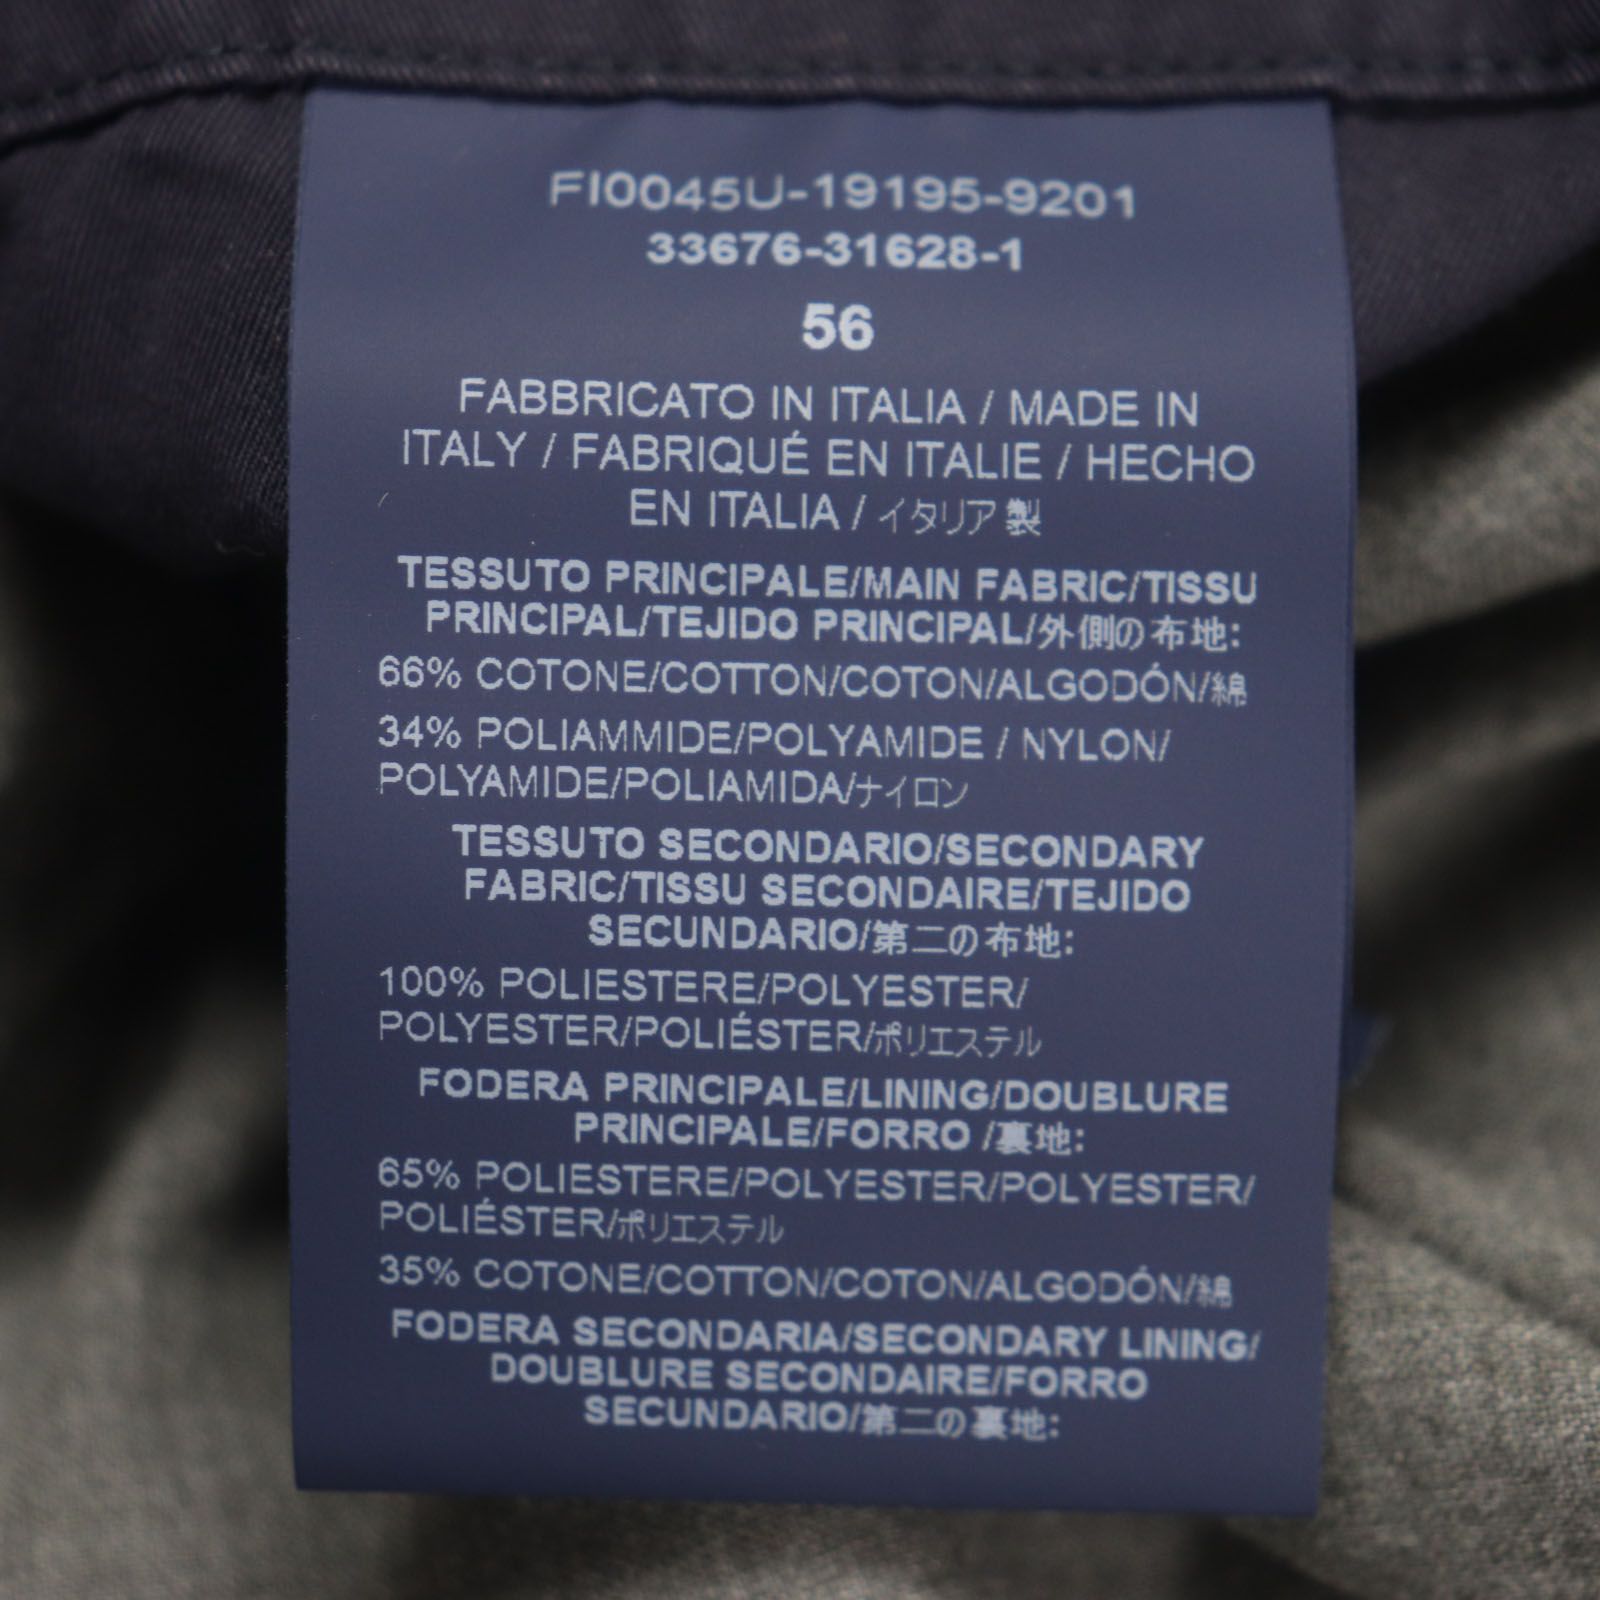 FI0045U-19195-9201
33676-31628-1
56
FABBRICATO IN ITALIA / MADE IN
ITALY / FABRIQUÉ EN ITALIE / HECHO
EN ITALIA / イタリア製
TESSUTO PRINCIPALE/MAIN FABRIC/TISSU
PRINCIPAL/TEJIDO PRINCIPAL/外側の布地:
66% COTONE/COTTON/COTON/ALGODÓN/綿
34% POLIAMMIDE/POLYAMIDE / NYLON/
POLYAMIDE/POLIAMIDA/ナイロン
TESSUTO SECONDARIO/SECONDARY
FABRIC/TISSU SECONDAIRE/TEJIDO
SECUNDARIO/第二の布地:
100% POLIESTERE/POLYESTER/
POLYESTER/POLIÉSTER/ポリエステル
FODERA PRINCIPALE/LINING/DOUBLURE
PRINCIPALE/FORRO /裏地:
65% POLIESTERE/POLYESTER/POLYESTER/
POLIÉSTER/ポリエステル
35% COTONE/COTTON/COTON/ALGODÓN/綿
FODERA SECONDARIA/SECONDARY LINING/
DOUBLURE SECONDAIRE/FORRO
SECUNDARIO/第二の裏地: